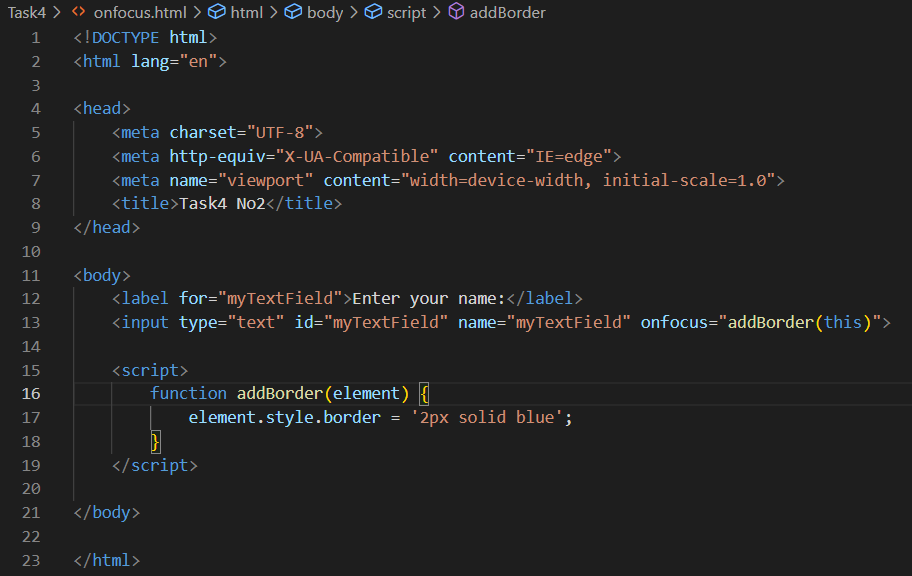 Task4 > <> onfocus.html > html > body > script > addBorder
1 <!DOCTYPE html>
2 <html lang="en">
3
4 <head>
5     <meta charset="UTF-8">
6     <meta http-equiv="X-UA-Compatible" content="IE=edge">
7     <meta name="viewport" content="width=device-width, initial-scale=1.0">
8     <title>Task4 No2</title>
9 </head>
10
11 <body>
12     <label for="myTextField">Enter your name:</label>
13     <input type="text" id="myTextField" name="myTextField" onfocus="addBorder(this)">
14
15     <script>
16         function addBorder(element) {
17             element.style.border = '2px solid blue';
18         }
19     </script>
20
21 </body>
22
23 </html>